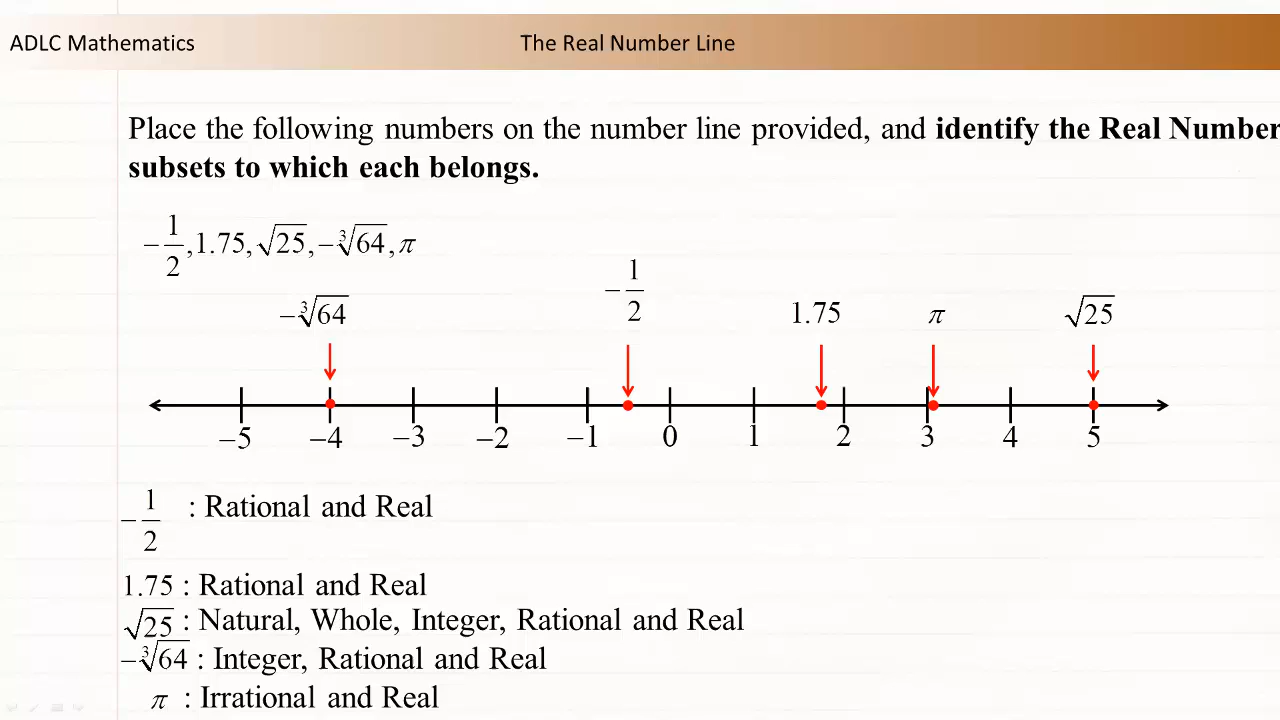 ADLC Mathematics
The Real Number Line
Place the following numbers on the number line provided, and identify the Real Number
subsets to which each belongs.
−1/2, 1.75, √25, −∛64, π
−∛64 −1/2 1.75 π √25
−5 −4 −3 −2 −1 0 1 2 3 4 5
−1/2 : Rational and Real
1.75 : Rational and Real
√25 : Natural, Whole, Integer, Rational and Real
−∛64 : Integer, Rational and Real
π : Irrational and Real